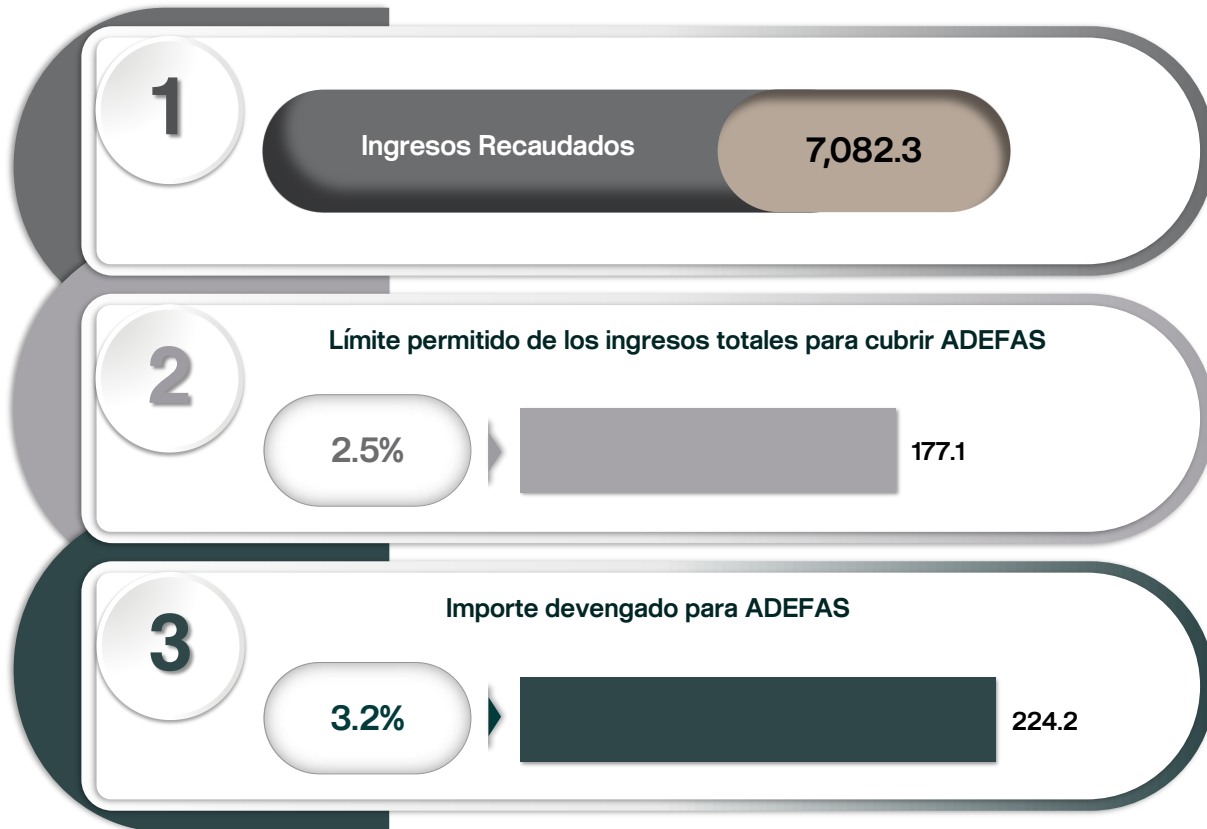 1
Ingresos Recaudados
7,082.3
2
Límite permitido de los ingresos totales para cubrir ADEFAS
2.5%
177.1
3
Importe devengado para ADEFAS
3.2%
224.2